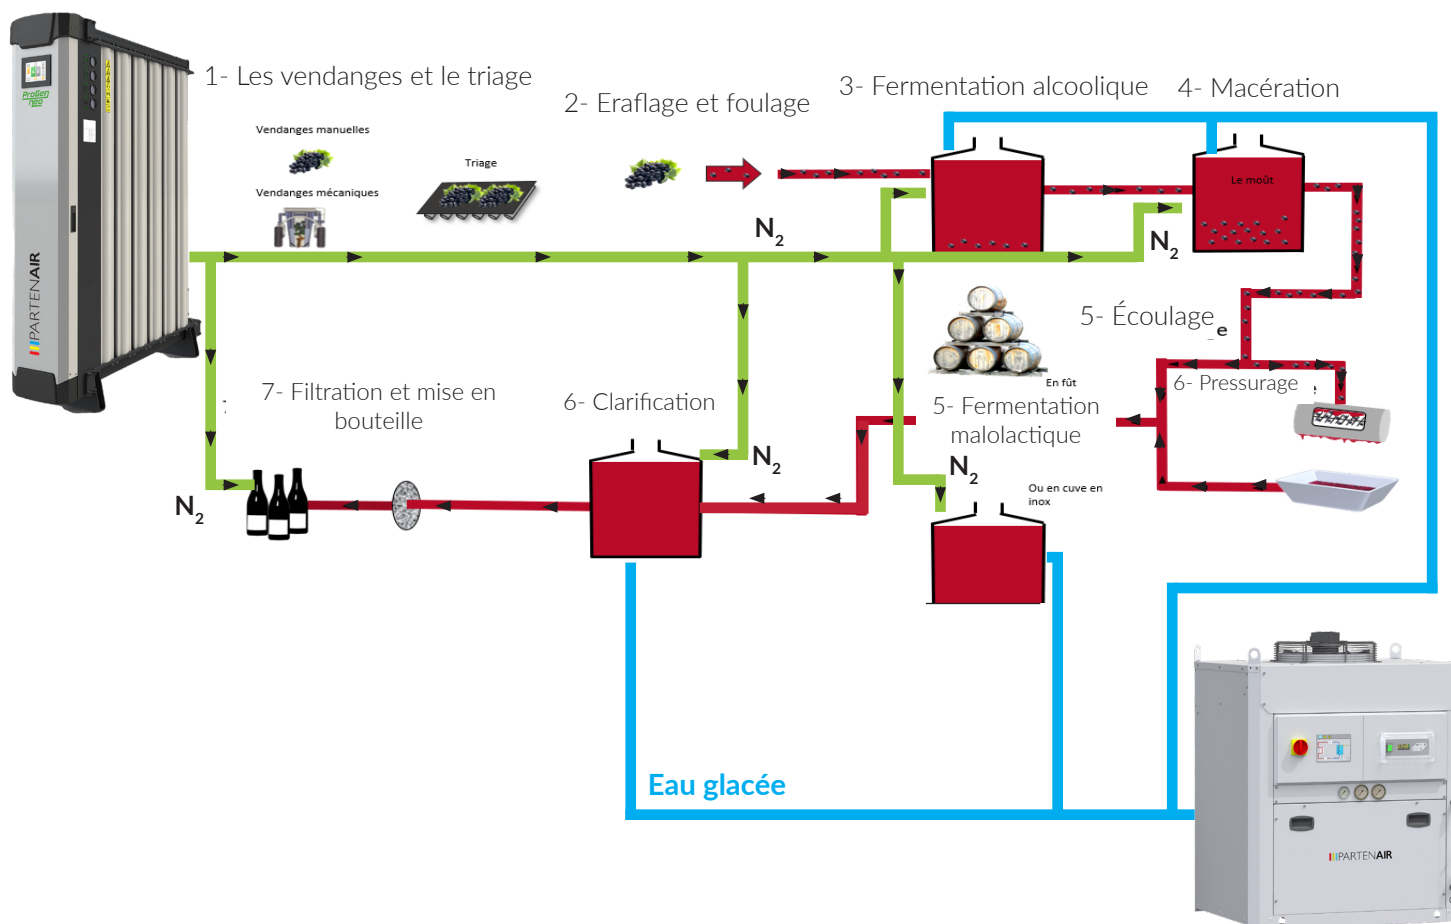 1- Les vendanges et le triage
2- Eraflage et foulage
3- Fermentation alcoolique
4- Macération
ProGen
neo
Vendanges manuelles
Vendanges mécaniques
Triage
Le moût
N2
N2
PARTENAIR
5- Écoulage
e
En fût
6- Pressurage
7- Filtration et mise en
bouteille
6- Clarification
5- Fermentation
malolactique
N2
N2
N2
Ou en cuve en
inox
Eau glacée
PARTENAIR